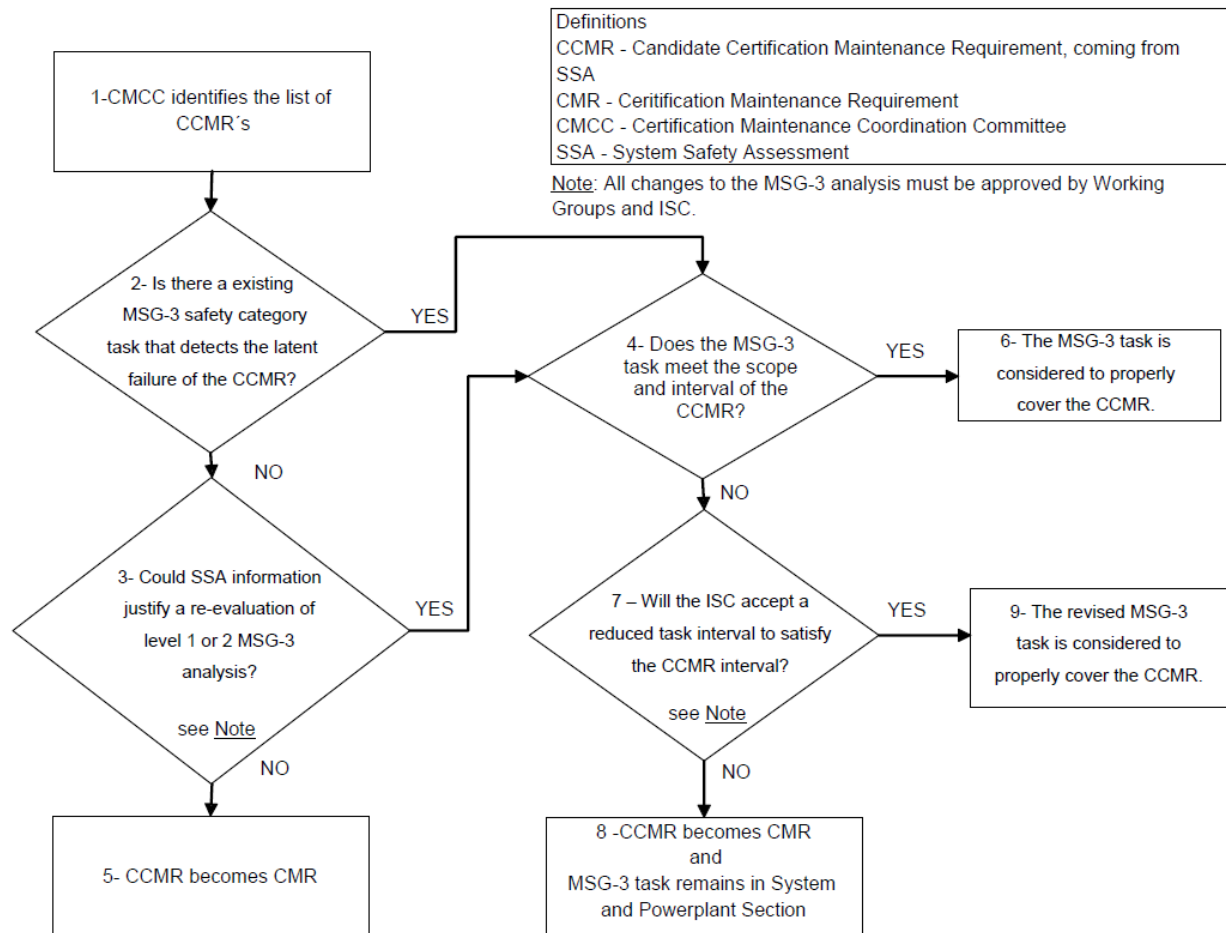 Definitions
CCMR - Candidate Certification Maintenance Requirement, coming from
SSA
CMR - Ceritification Maintenance Requirement
CMCC - Certification Maintenance Coordination Committee
SSA - System Safety Assessment
Note: All changes to the MSG-3 analysis must be approved by Working
Groups and ISC.
1-CMCC identifies the list of
CCMR´s
2- Is there a existing
MSG-3 safety category
task that detects the latent
failure of the CCMR?
YES
NO
3- Could SSA information
justify a re-evaluation of
level 1 or 2 MSG-3
analysis?
see Note
YES
NO
5- CCMR becomes CMR
4- Does the MSG-3
task meet the scope
and interval of the
CCMR?
YES
6- The MSG-3 task is
considered to properly
cover the CCMR.
NO
7 – Will the ISC accept a
reduced task interval to satisfy
the CCMR interval?
see Note
YES
9- The revised MSG-3
task is considered to
properly cover the CCMR.
NO
8 -CCMR becomes CMR
and
MSG-3 task remains in System
and Powerplant Section